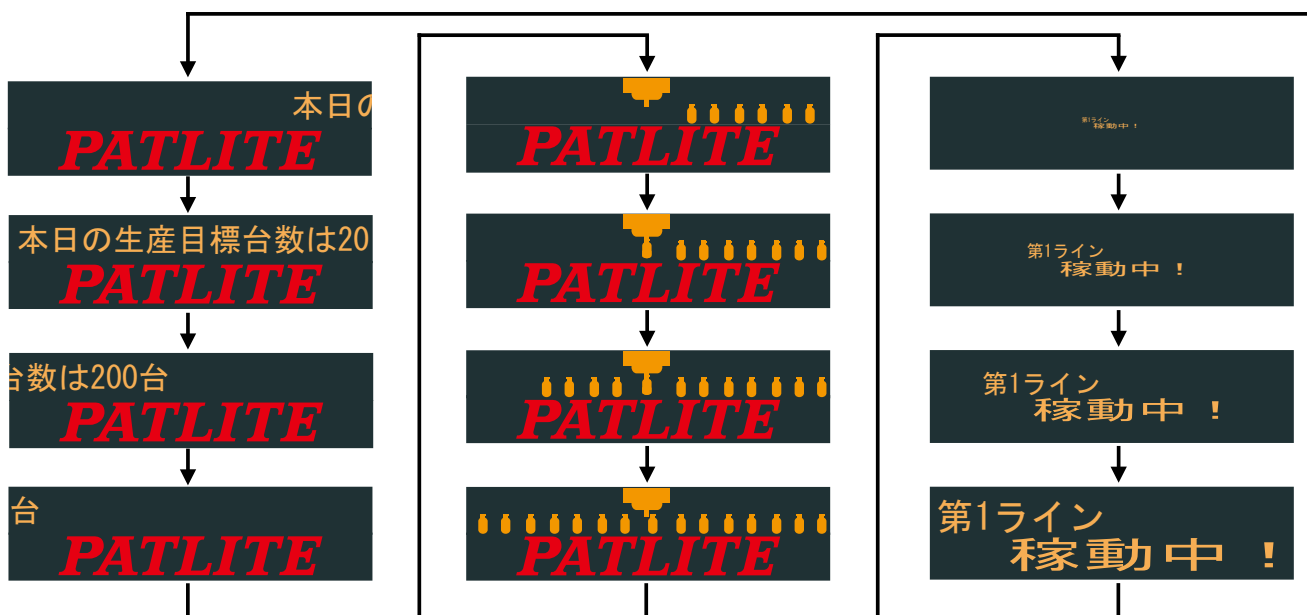 本日の
PATLITE
本日の生産目標台数は20
PATLITE
台数は200台
PATLITE
台
PATLITE
PATLITE
PATLITE
PATLITE
PATLITE
第1ライン
稼動中！
第1ライン
稼動中！
第1ライン
稼動中！
第1ライン
稼動中！